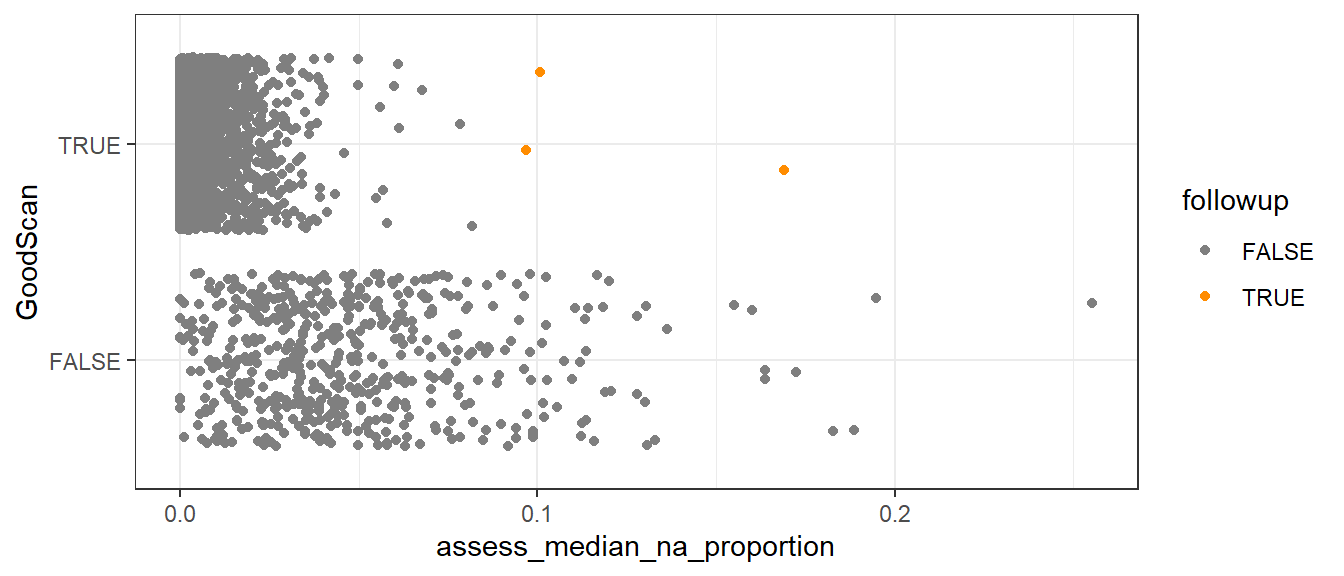 GoodScan
TRUE
FALSE
0.0
0.1
0.2
assess_median_na_proportion
followup
FALSE
TRUE